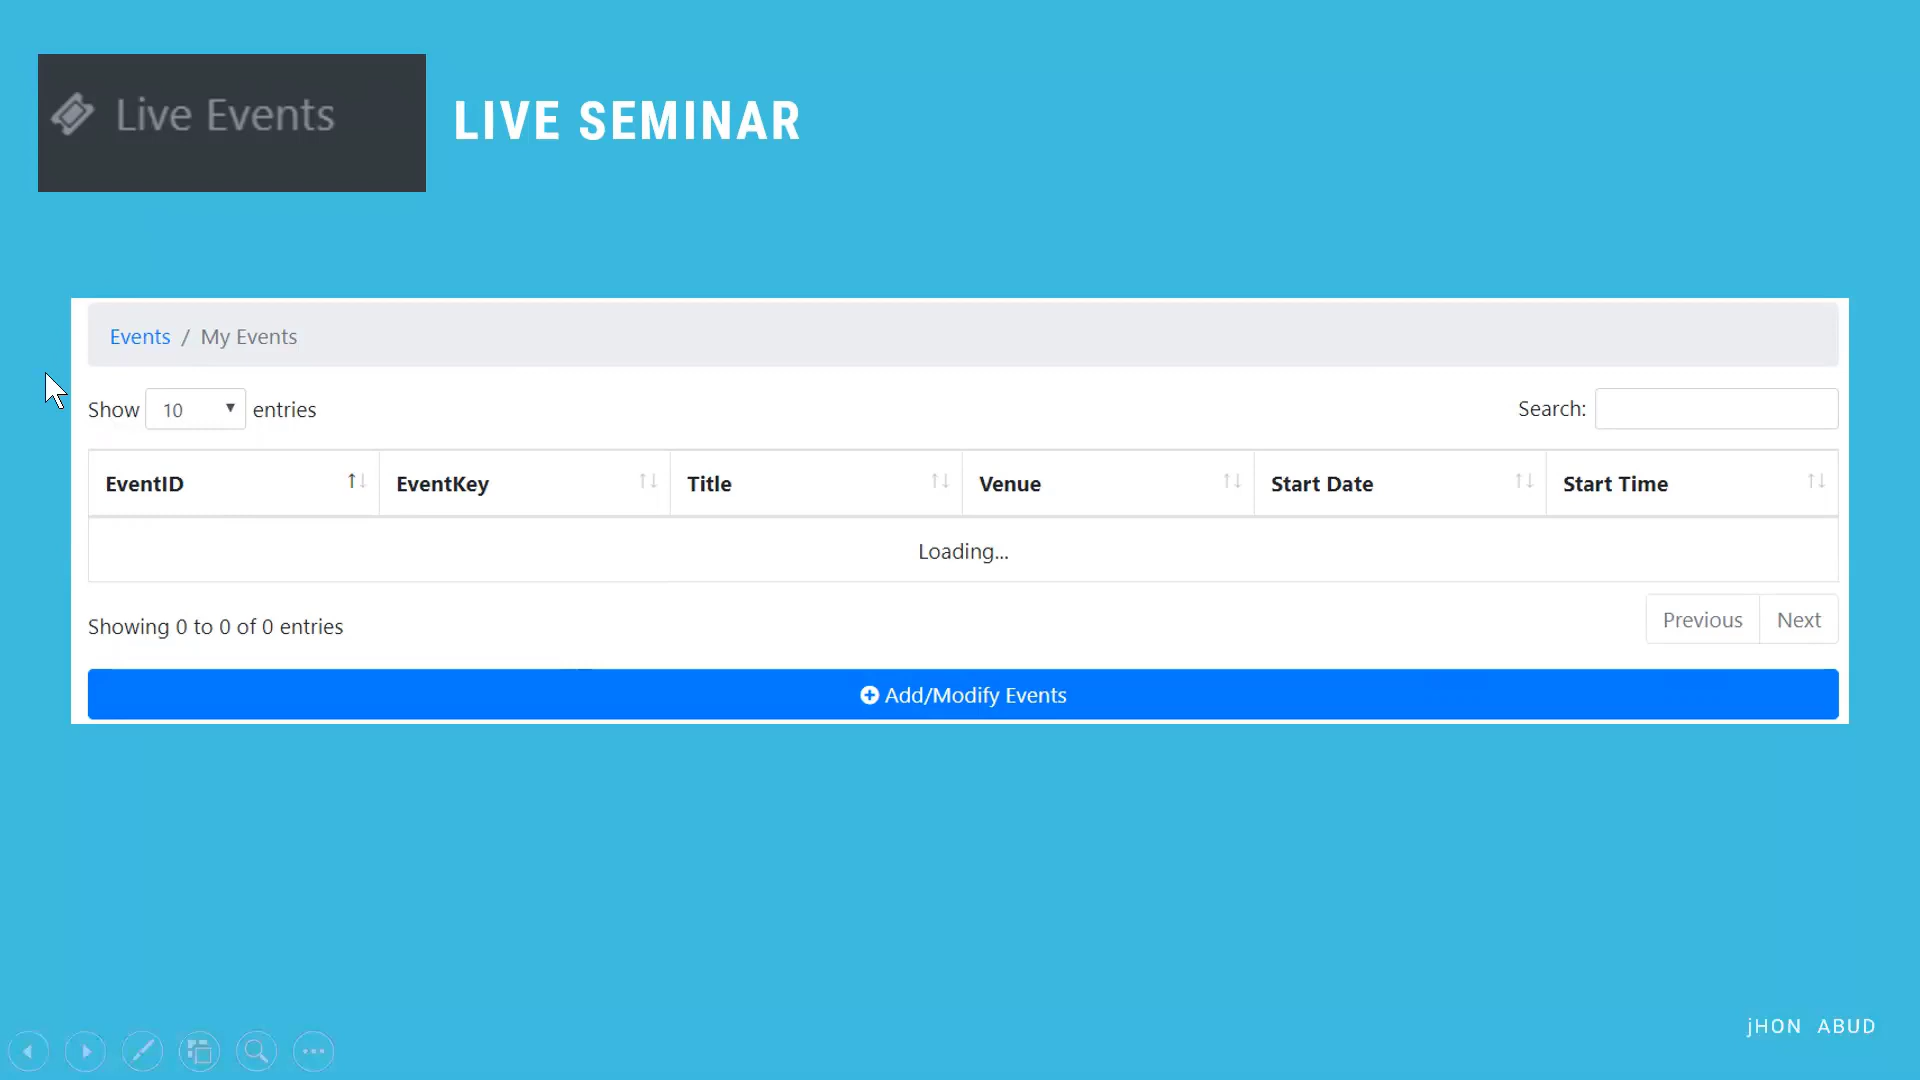 Live Events
LIVE SEMINAR
Events / My Events
Show 10 entries
Search:
EventID EventKey Title Venue Start Date Start Time
Loading...
Showing 0 to 0 of 0 entries
Previous Next
Add/Modify Events
jHON ABUD